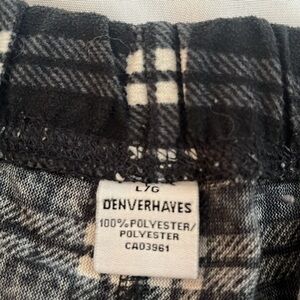 L/G
DENVERHAYES
100% POLYESTER/
POLYESTER
CA03961